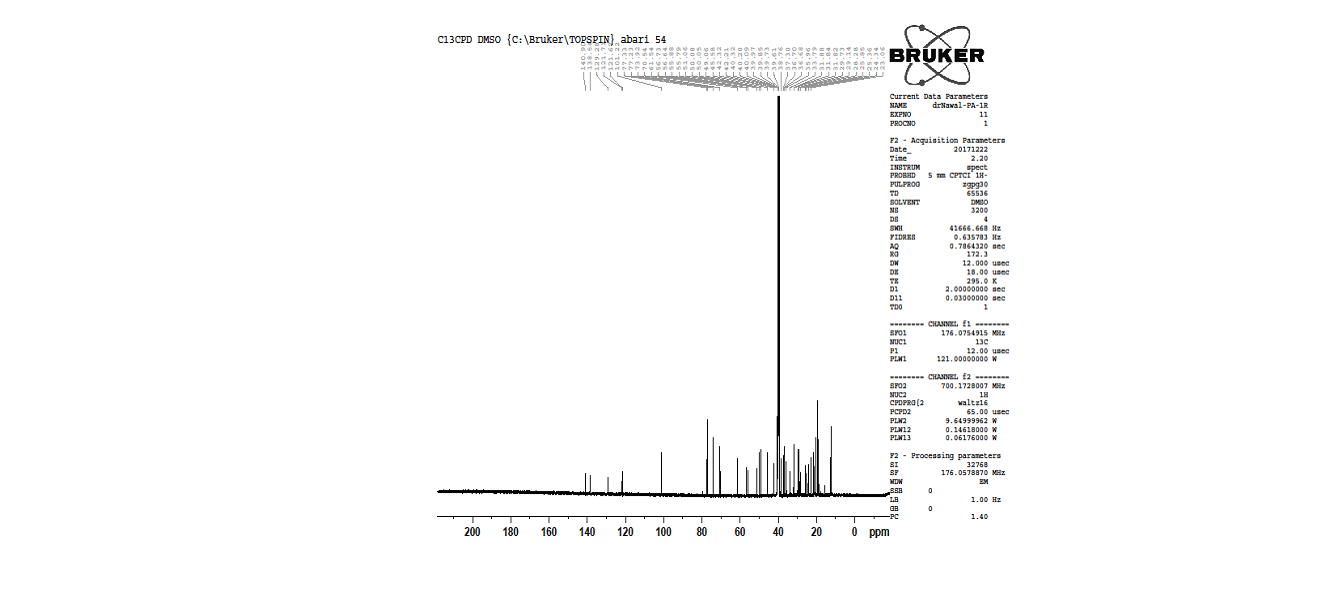 C13CPD DMSO {C:\Bruker\TOPSPIN} abari 54
BRUKER
Current Data Parameters
NAME drNawal-PA-1R
EXPNO 11
PROCNO 1
F2 - Acquisition Parameters
Date_ 20171222
Time 2.20
INSTRUM spect
PROBHD 5 mm CPTCI 1H-
PULPROG zgpg30
TD 65536
SOLVENT DMSO
NS 3200
DS 4
SWH 41666.668 Hz
FIDRES 0.635783 Hz
AQ 0.7864320 sec
RG 172.3
DW 12.000 usec
DE 18.00 usec
TE 295.0 K
D1 2.00000000 sec
D11 0.03000000 sec
TD0 1
======== CHANNEL f1 ========
SFO1 176.0754915 MHz
NUC1 13C
P1 12.00 usec
PLW1 121.00000000 W
======== CHANNEL f2 ========
SFO2 700.1728007 MHz
NUC2 1H
CPDPRG[2 waltz16
PCPD2 65.00 usec
PLW2 9.64999962 W
PLW12 0.14618000 W
PLW13 0.06176000 W
F2 - Processing parameters
SI 32768
SF 176.0578870 MHz
WDW EM
SSB 0
LB 1.00 Hz
GB 0
PC 1.40
200 180 160 140 120 100 80 60 40 20 0 ppm